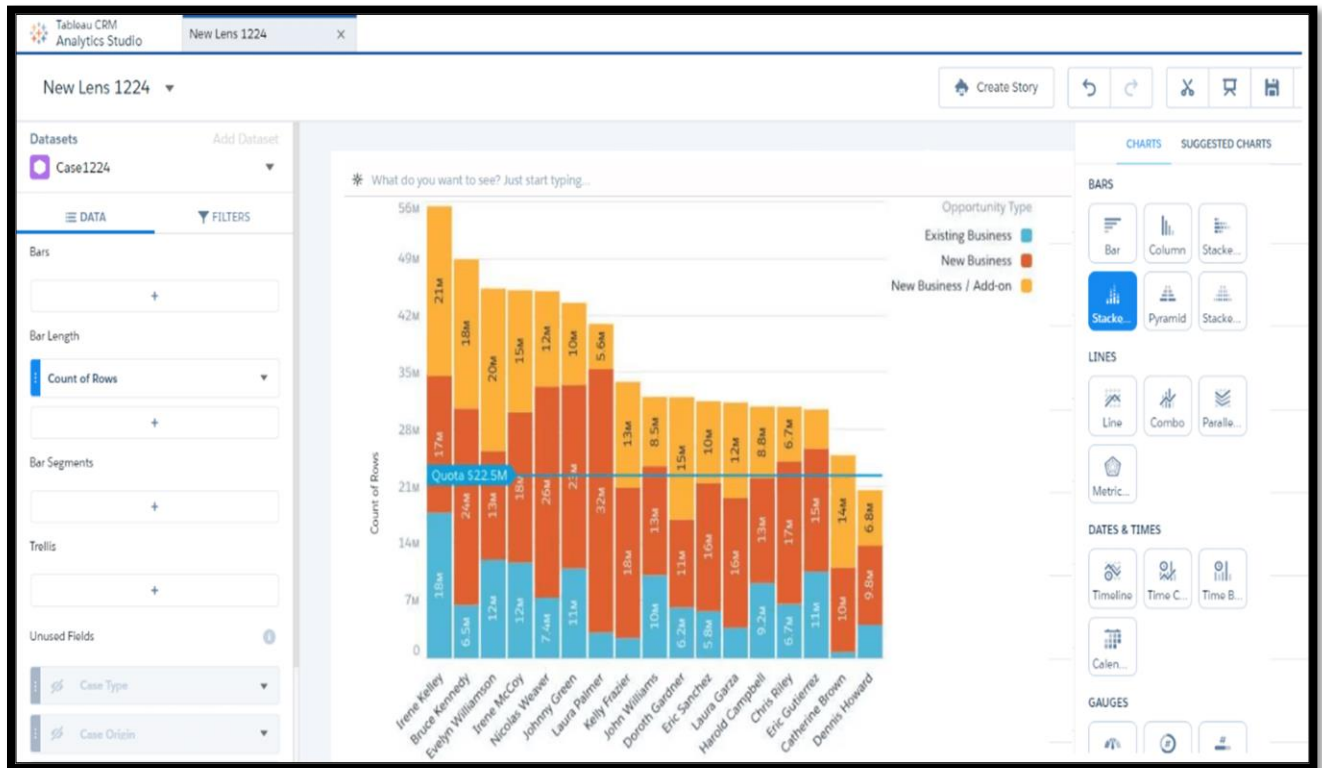 Tableau CRM
Analytics Studio
New Lens 1224
New Lens 1224
Create Story
Datasets
Add Dataset
Case1224
DATA
FILTERS
Bars
+
Bar Length
Count of Rows
+
Bar Segments
+
Trellis
+
Unused Fields
Case Type
Case Origin
What do you want to see? Just start typing...
Opportunity Type
Existing Business
New Business
New Business / Add-on
Count of Rows
56M
49M
42M
35M
28M
21M
14M
7M
0
Quota $22.5M
21M 18M 20M 15M 12M 10M 5.6M 13M 8.5M 15M 10M 12M 8.8M 6.7M 14M 6.8M
17M 24M 13M 18M 26M 32M 18M 13M 11M 16M 16M 13M 17M 15M 10M 9.8M
18M 6.5M 12M 12M 7.4M 11M 10M 6.2M 5.8M 9.2M 6.7M 11M
Irene Kelley
Bruce Kennedy
Evelyn Williamson
Irene McCoy
Nicolas Weaver
Johnny Green
Laura Palmer
Kelly Frazier
John Williams
Doroth Gardner
Eric Sanchez
Laura Garza
Harold Campbell
Chris Riley
Eric Gutierrez
Catherine Brown
Dennis Howard
CHARTS
SUGGESTED CHARTS
BARS
Bar Column Stacke...
Stacke... Pyramid Stacke...
LINES
Line Combo Paralle...
Metric...
DATES & TIMES
Timeline Time C... Time B...
Calen...
GAUGES